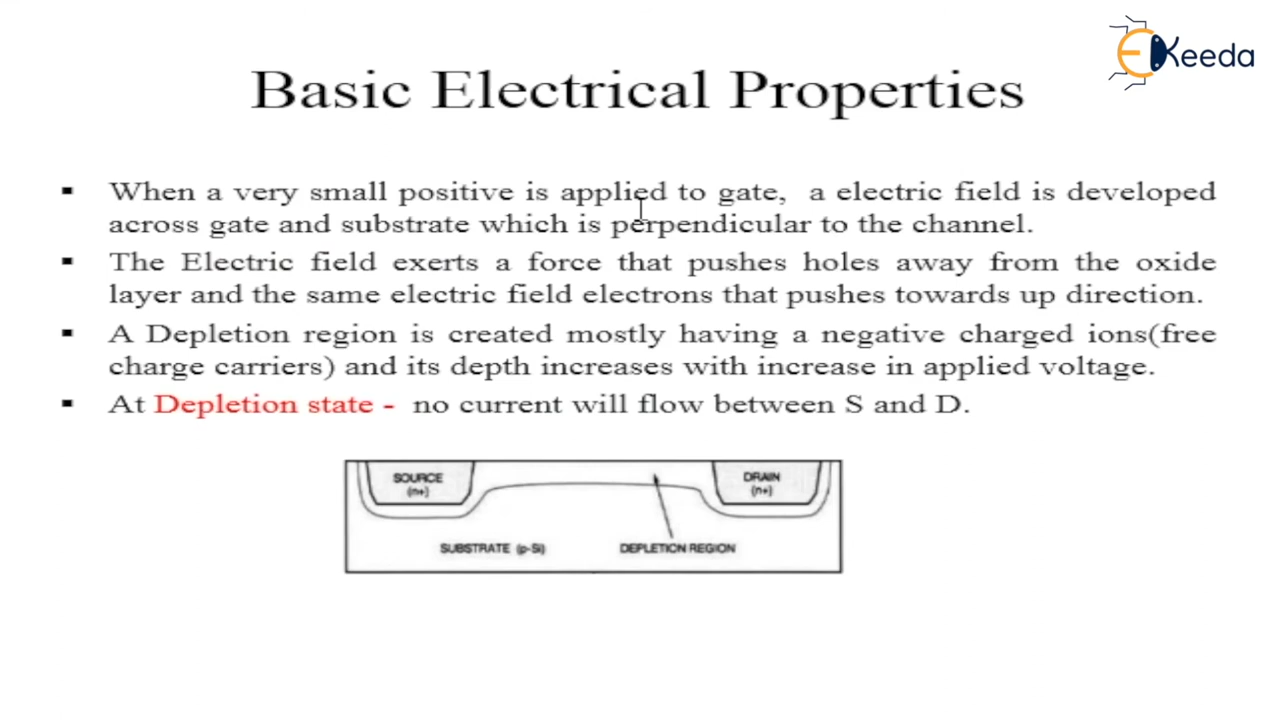 EKeeda
Basic Electrical Properties
▪ When a very small positive is applied to gate, a electric field is developed
across gate and substrate which is perpendicular to the channel.
▪ The Electric field exerts a force that pushes holes away from the oxide
layer and the same electric field electrons that pushes towards up direction.
▪ A Depletion region is created mostly having a negative charged ions(free
charge carriers) and its depth increases with increase in applied voltage.
▪ At Depletion state - no current will flow between S and D.
SOURCE
(n+)
DRAIN
(n+)
SUBSTRATE (p-Si)
DEPLETION REGION